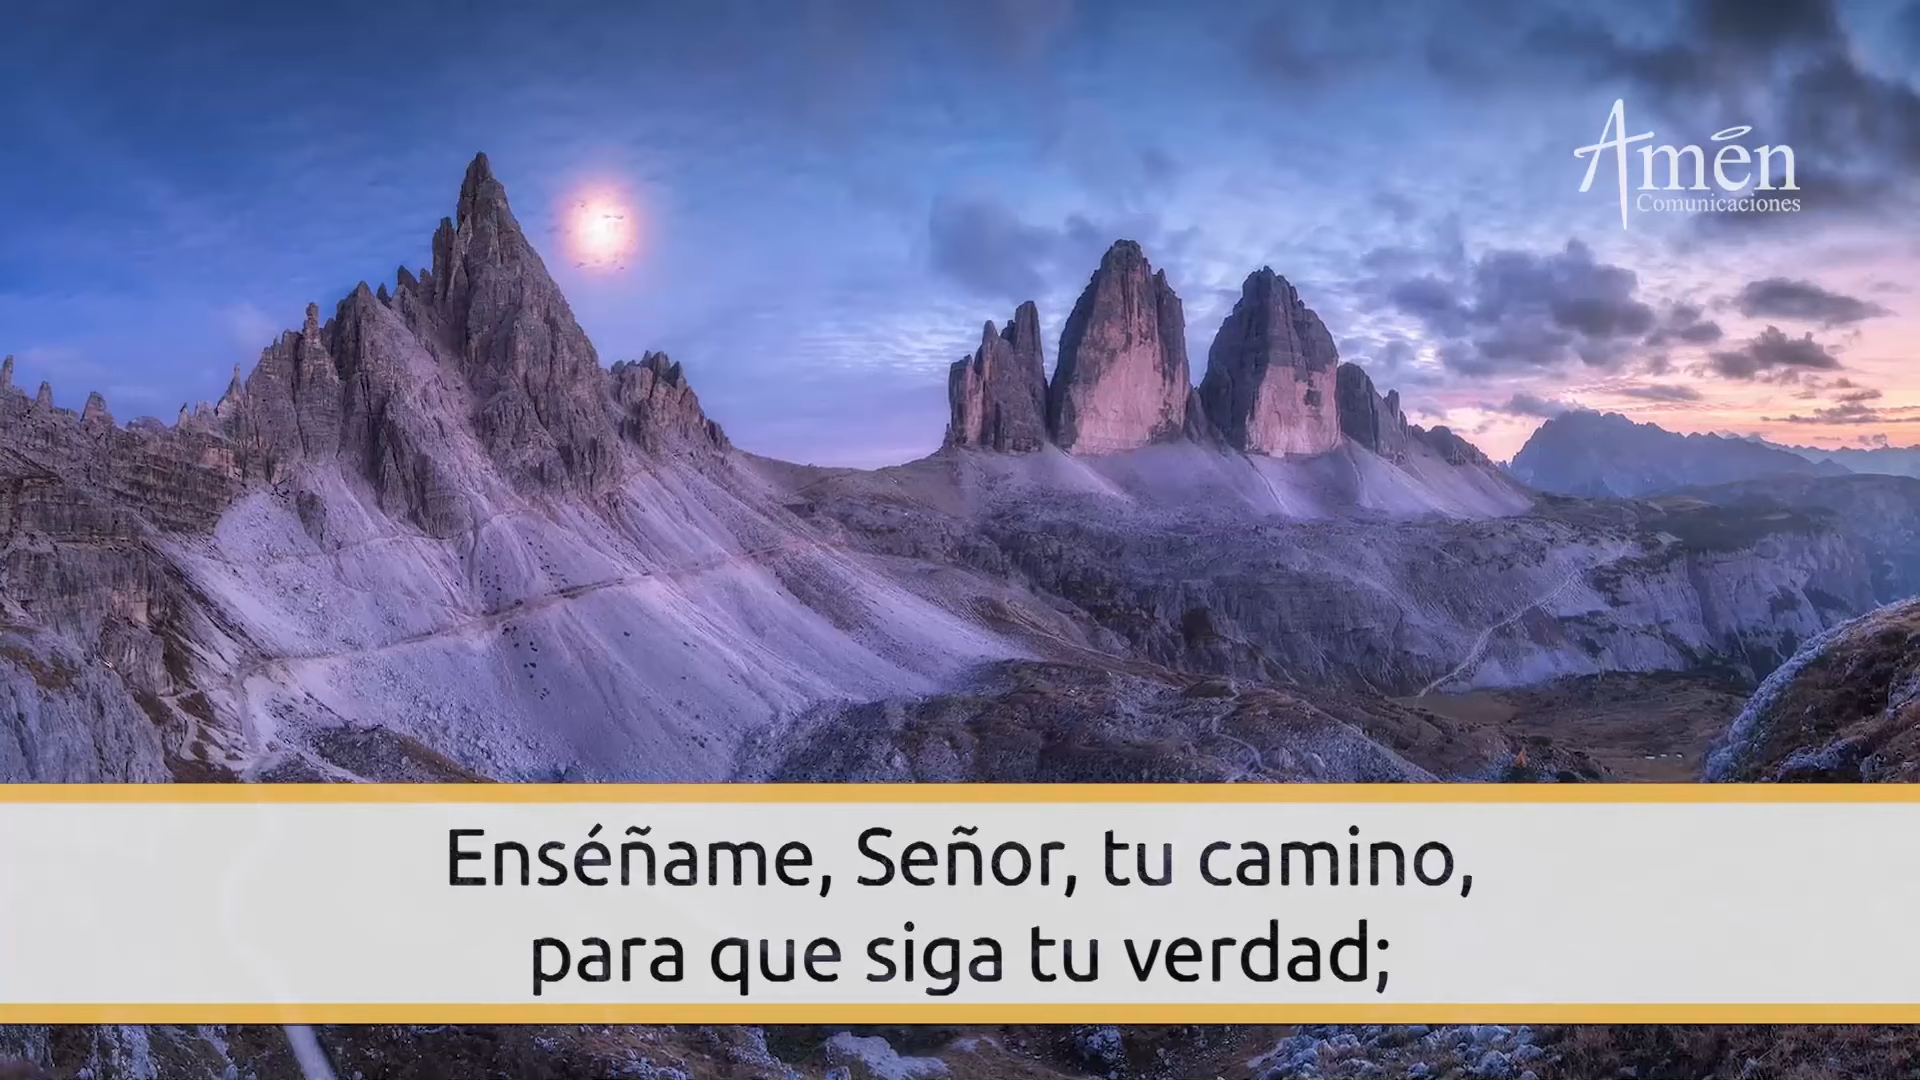 Amén
Comunicaciones
Enséñame, Señor, tu camino,
para que siga tu verdad;